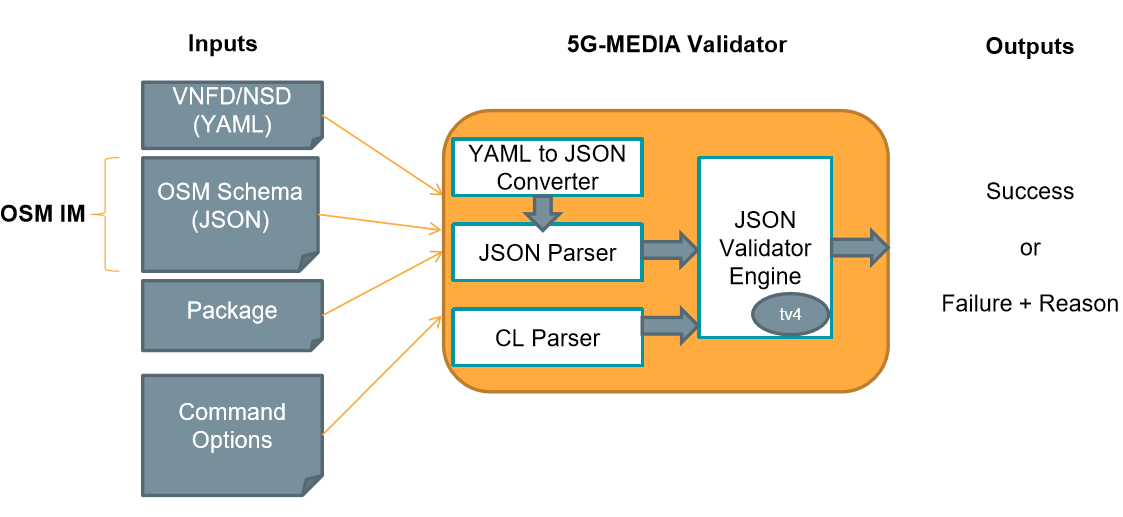 Inputs
5G-MEDIA Validator
Outputs
VNFD/NSD
(YAML)
OSM IM
OSM Schema
(JSON)
Package
Command
Options
YAML to JSON
Converter
JSON Parser
CL Parser
JSON
Validator
Engine
tv4
Success
or
Failure + Reason